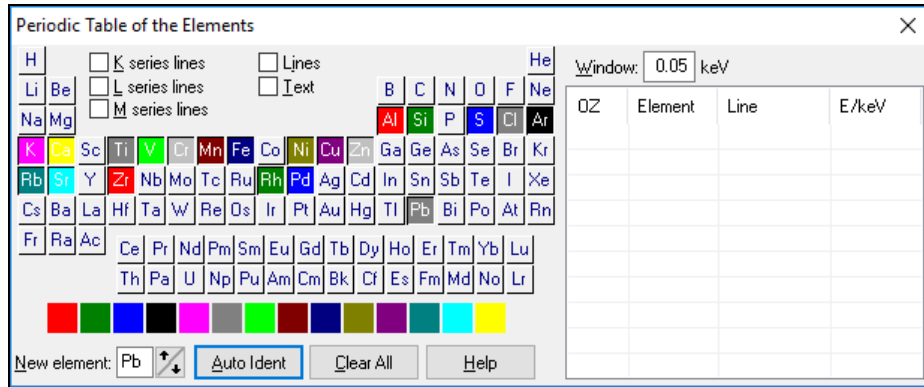 Periodic Table of the Elements
H K series lines Lines He
Li Be L series lines Text B C N O F Ne
Na Mg M series lines Al Si P S Cl Ar
K Ca Sc Ti V Cr Mn Fe Co Ni Cu Zn Ga Ge As Se Br Kr
Rb Sr Y Zr Nb Mo Tc Ru Rh Pd Ag Cd In Sn Sb Te I Xe
Cs Ba La Hf Ta W Re Os Ir Pt Au Hg Tl Pb Bi Po At Rn
Fr Ra Ac
Ce Pr Nd Pm Sm Eu Gd Tb Dy Ho Er Tm Yb Lu
Th Pa U Np Pu Am Cm Bk Cf Es Fm Md No Lr
New element: Pb Auto Ident Clear All Help
Window: 0.05 keV
OZ Element Line E/keV